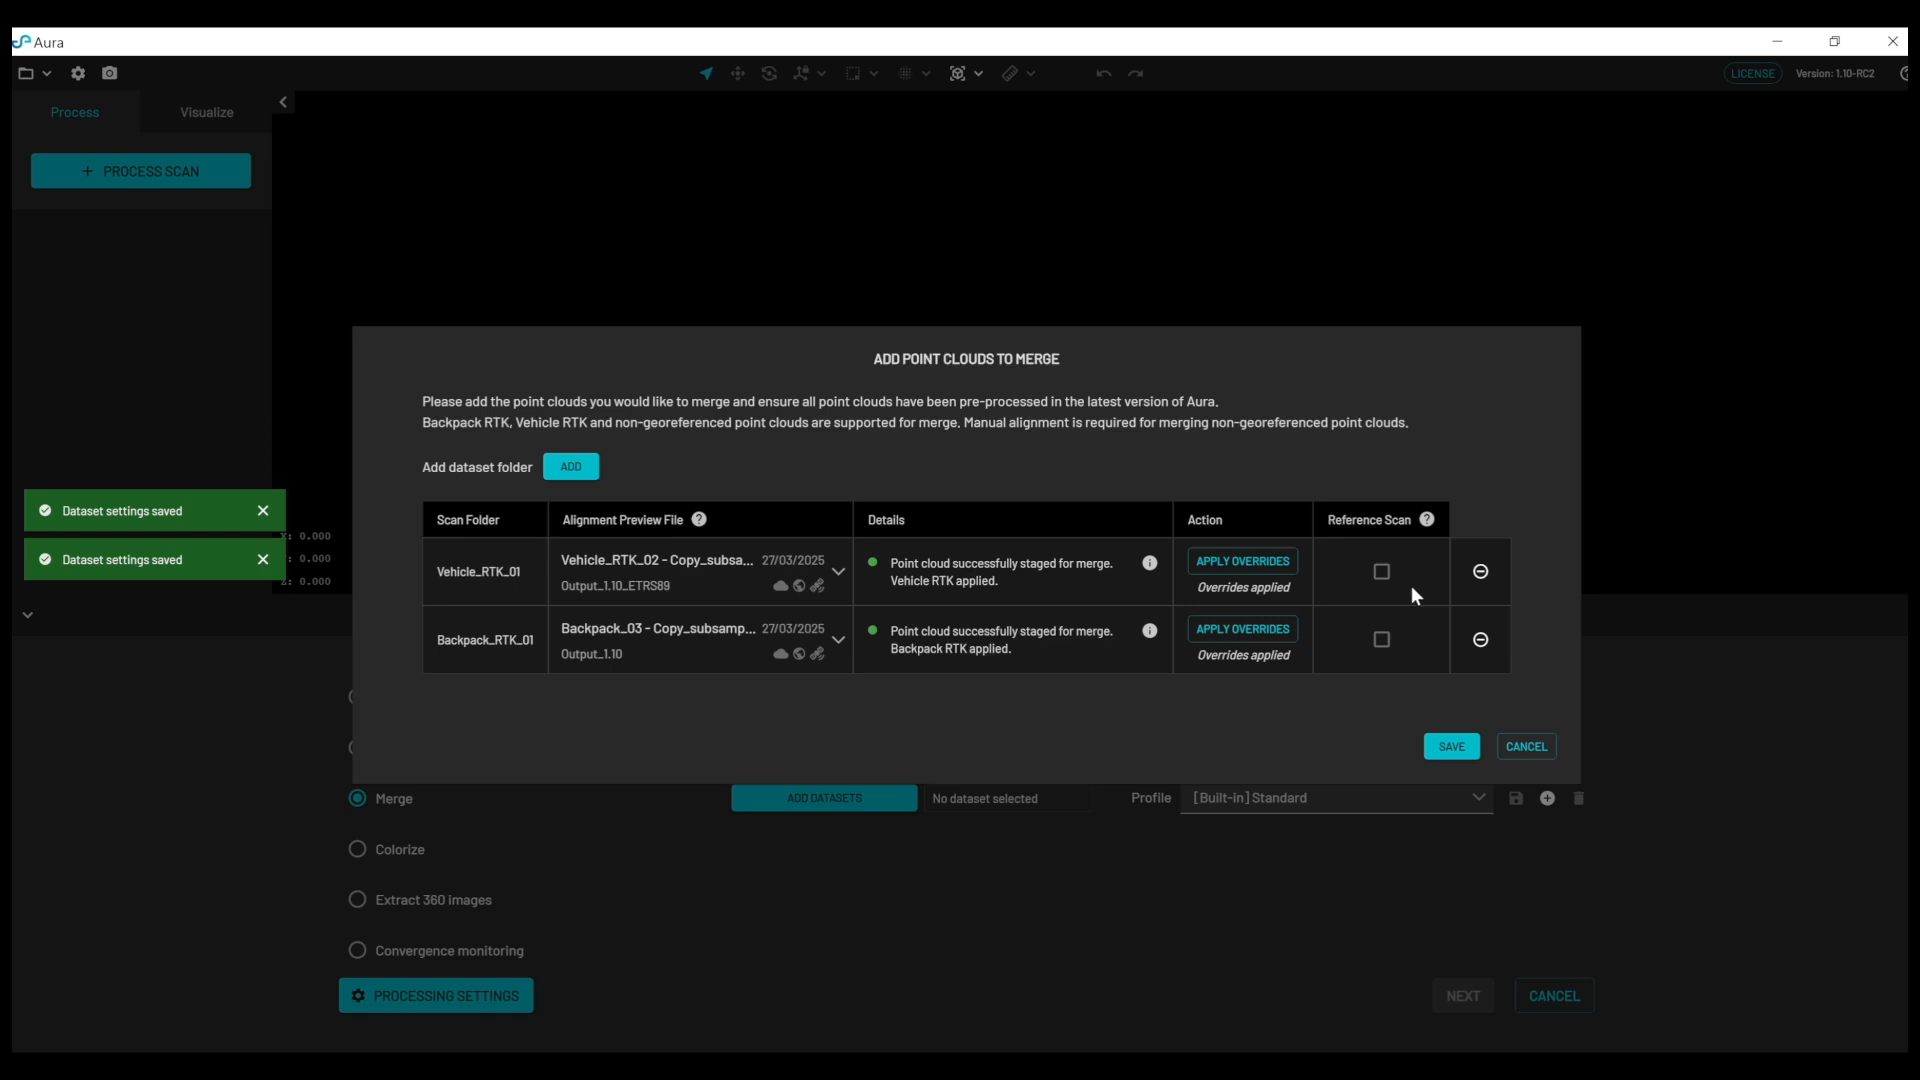 Aura
LICENSE
Version: 1.10-RC2
Process
Visualize
+ PROCESS SCAN
ADD POINT CLOUDS TO MERGE
Please add the point clouds you would like to merge and ensure all point clouds have been pre-processed in the latest version of Aura.
Backpack RTK, Vehicle RTK and non-georeferenced point clouds are supported for merge. Manual alignment is required for merging non-georeferenced point clouds.
Add dataset folder
ADD
Scan Folder
Alignment Preview File
Details
Action
Reference Scan
Vehicle_RTK_01
Vehicle_RTK_02 - Copy_subsa...
27/03/2025
Output_1.10_ETRS89
Point cloud successfully staged for merge.
Vehicle RTK applied.
APPLY OVERRIDES
Overrides applied
Backpack_RTK_01
Backpack_03 - Copy_subsamp...
27/03/2025
Output_1.10
Point cloud successfully staged for merge.
Backpack RTK applied.
APPLY OVERRIDES
Overrides applied
SAVE
CANCEL
Dataset settings saved
Dataset settings saved
: 0.000
: 0.000
: 0.000
Merge
ADD DATASETS
No dataset selected
Profile
[Built-in] Standard
Colorize
Extract 360 images
Convergence monitoring
PROCESSING SETTINGS
NEXT
CANCEL